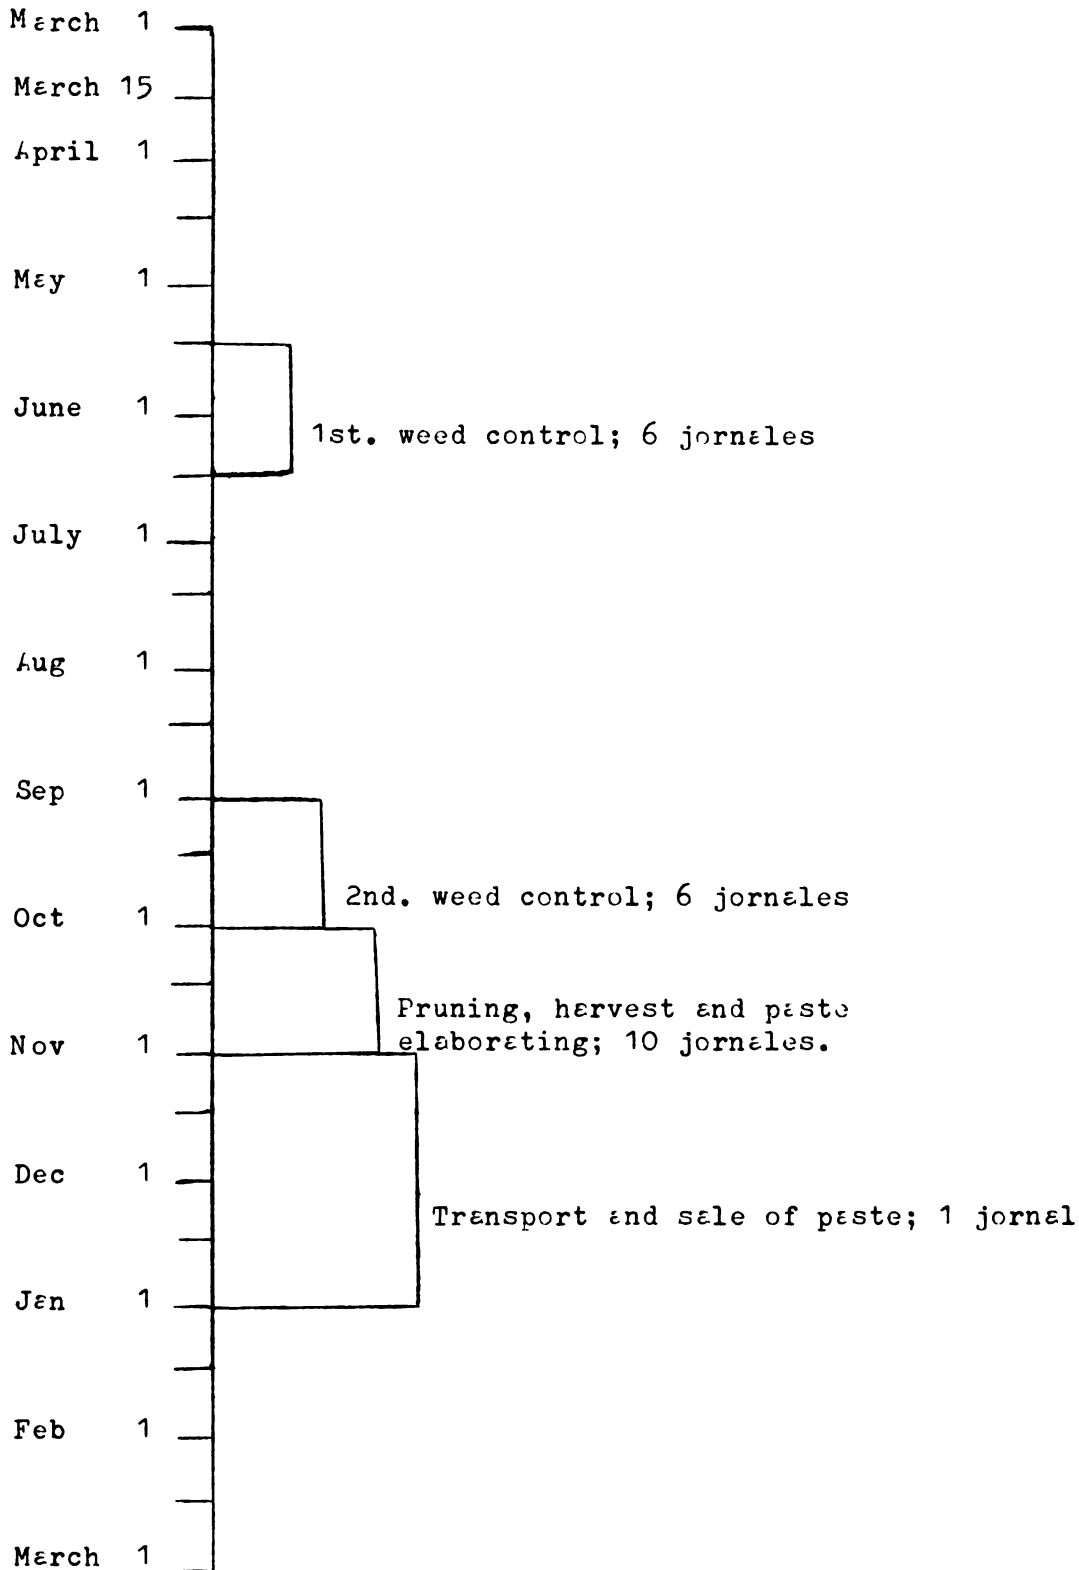 March 1
March 15
April 1
May 1
June 1
1st. weed control; 6 jornales
July 1
Aug 1
Sep 1
2nd. weed control; 6 jornales
Oct 1
Pruning, harvest and paste
elaborating; 10 jornales.
Nov 1
Dec 1
Transport and sale of paste; 1 jornal
Jan 1
Feb 1
March 1